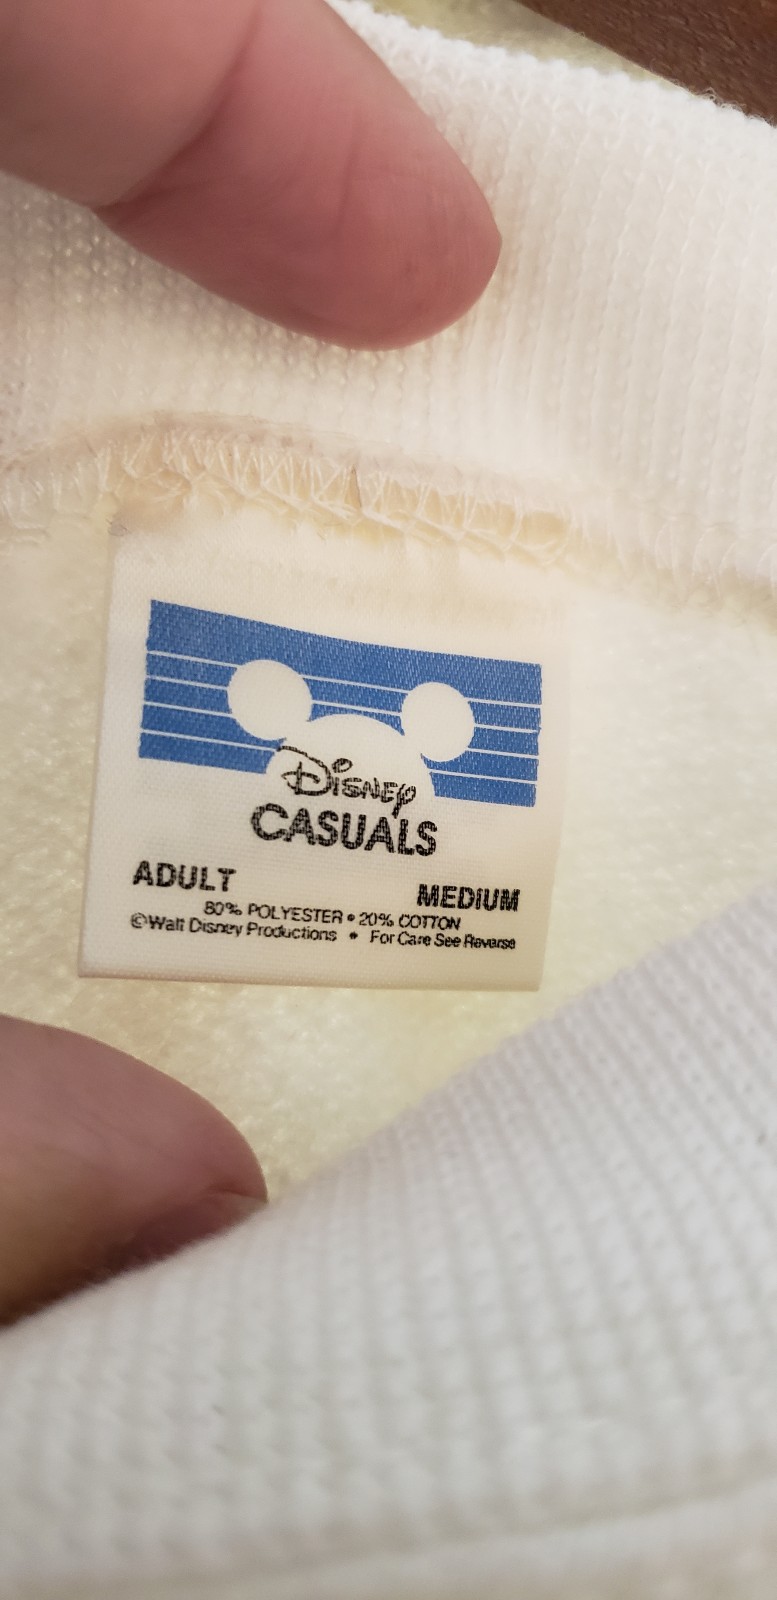 Disney
CASUALS
ADULT
MEDIUM
80% POLYESTER • 20% COTTON
©Walt Disney Productions • For Care See Reverse